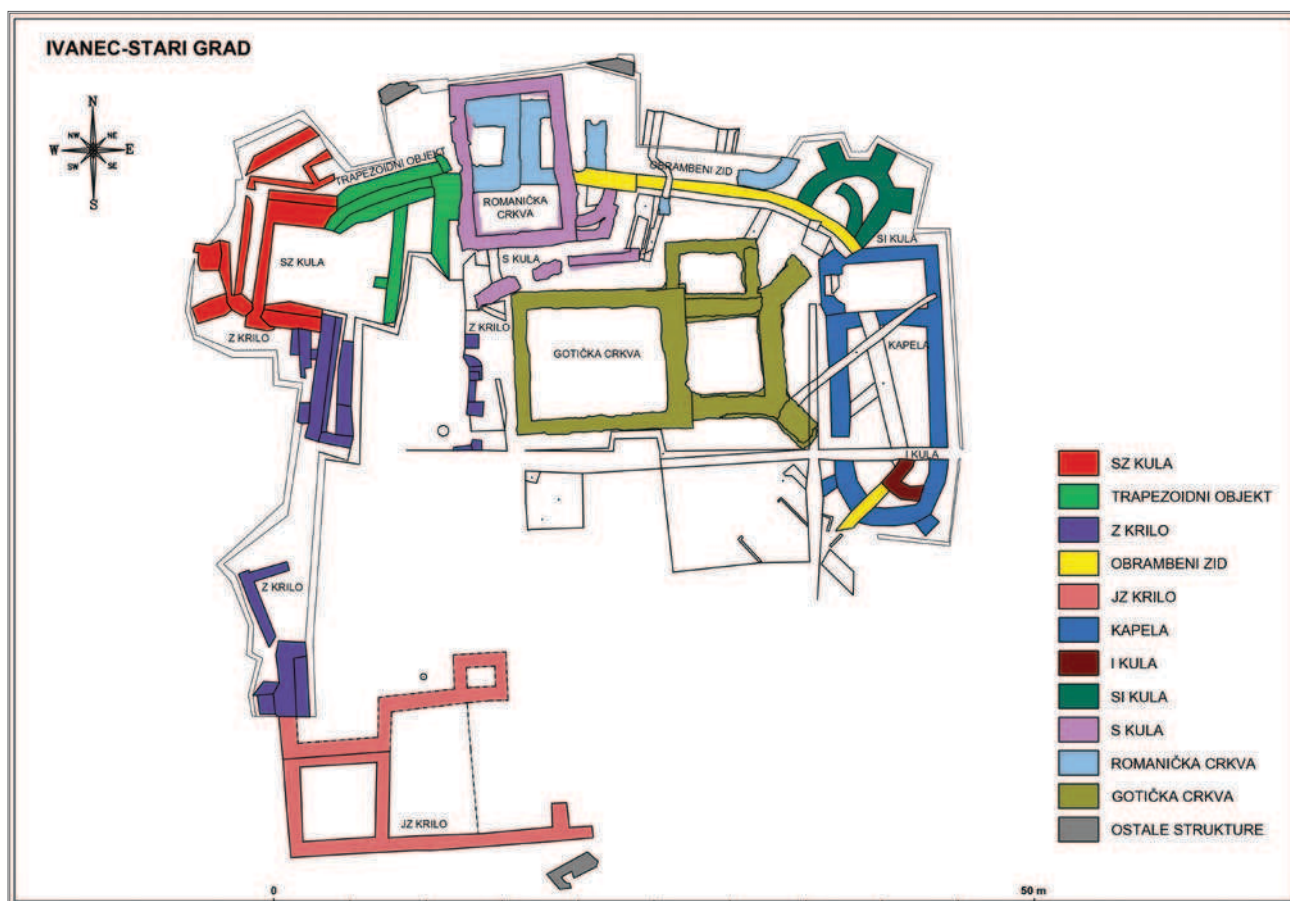 IVANEC-STARI GRAD
N
NW
NE
W
E
SW
SE
S
TRAPEZOIDNI OBJEKT
OBRAMBENI ZID
ROMANIČKA
CRKVA
SI KULA
S KULA
SZ KULA
Z KRILO
Z KRILO
KAPELA
GOTIČKA CRKVA
I KULA
Z KRILO
JZ KRILO
SZ KULA
TRAPEZOIDNI OBJEKT
Z KRILO
OBRAMBENI ZID
JZ KRILO
KAPELA
I KULA
SI KULA
S KULA
ROMANIČKA CRKVA
GOTIČKA CRKVA
OSTALE STRUKTURE
0
50 m